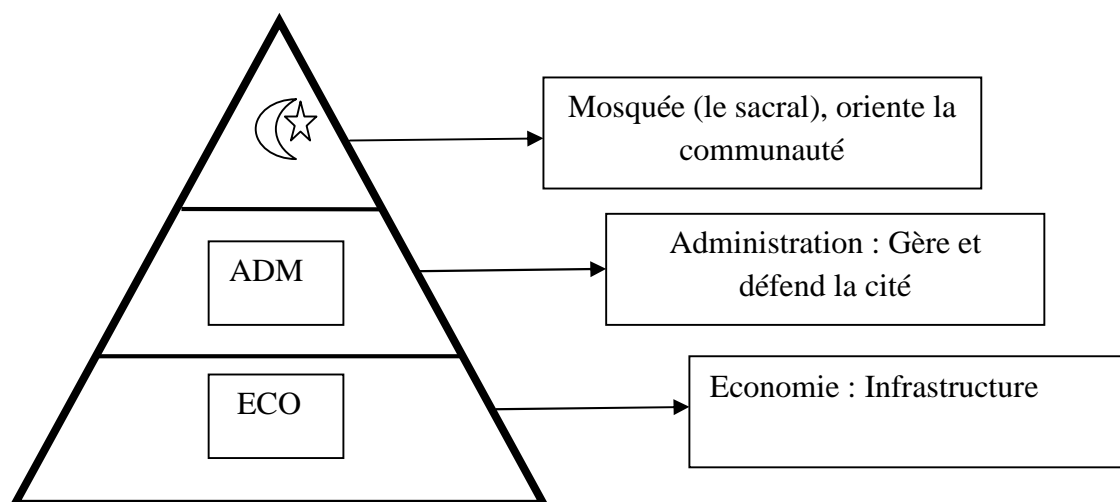 Mosquée (le sacral), oriente la
communauté
ADM
Administration : Gère et
défend la cité
ECO
Economie : Infrastructure